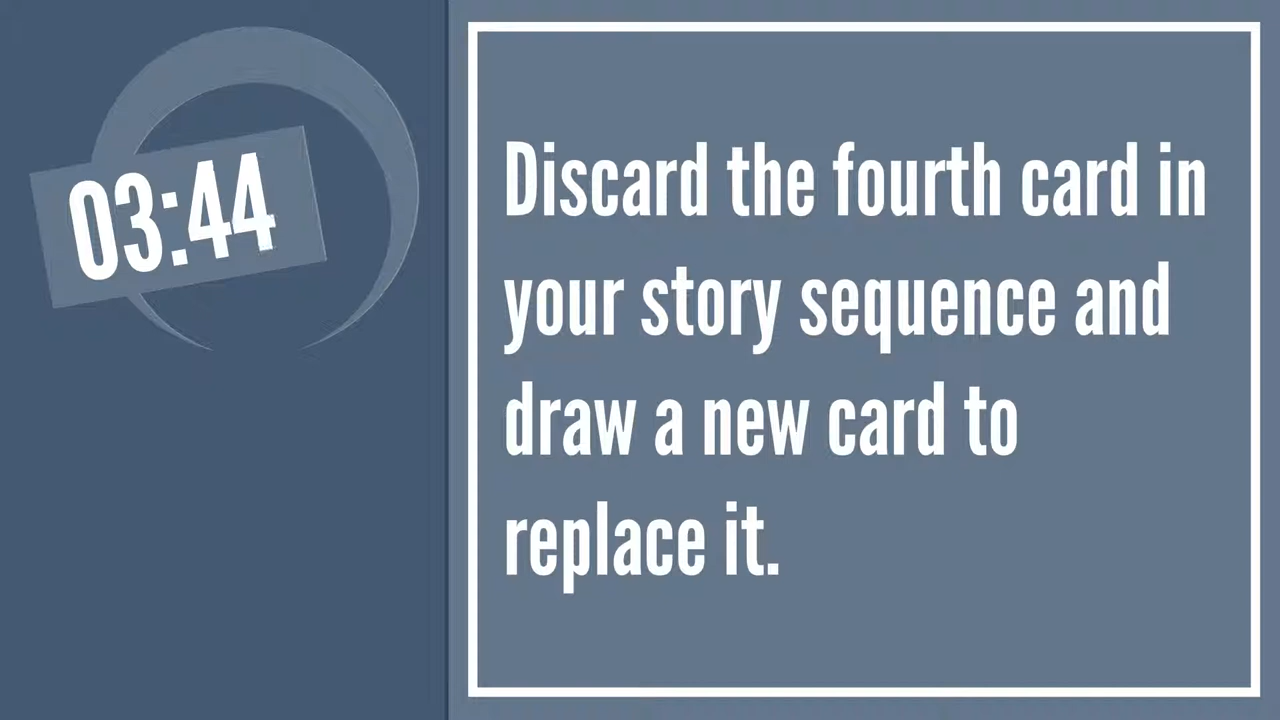 03:44
Discard the fourth card in
your story sequence and
draw a new card to
replace it.